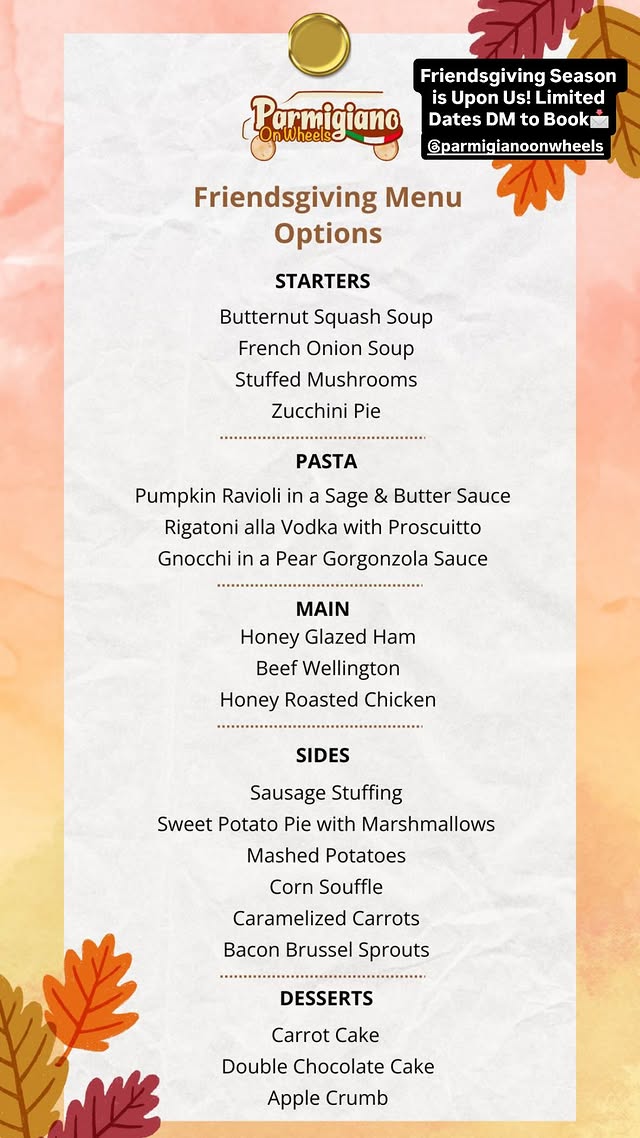 Friendsgiving Season
is Upon Us! Limited
Dates DM to Book
@parmigianoonwheels
Parmigiano
On Wheels
Friendsgiving Menu
Options
STARTERS
Butternut Squash Soup
French Onion Soup
Stuffed Mushrooms
Zucchini Pie
PASTA
Pumpkin Ravioli in a Sage & Butter Sauce
Rigatoni alla Vodka with Proscuitto
Gnocchi in a Pear Gorgonzola Sauce
MAIN
Honey Glazed Ham
Beef Wellington
Honey Roasted Chicken
SIDES
Sausage Stuffing
Sweet Potato Pie with Marshmallows
Mashed Potatoes
Corn Souffle
Caramelized Carrots
Bacon Brussel Sprouts
DESSERTS
Carrot Cake
Double Chocolate Cake
Apple Crumb